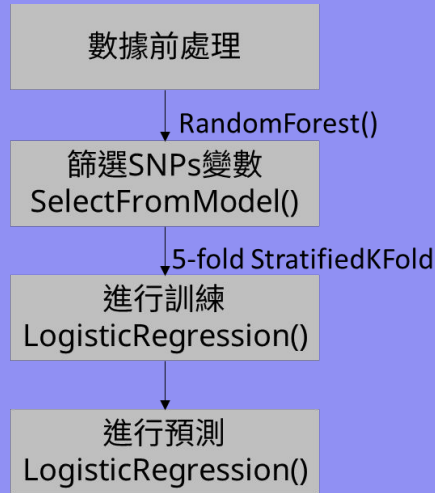 數據前處理
RandomForest()
篩選SNPs變數
SelectFromModel()
5-fold StratifiedKFold
進行訓練
LogisticRegression()
進行預測
LogisticRegression()